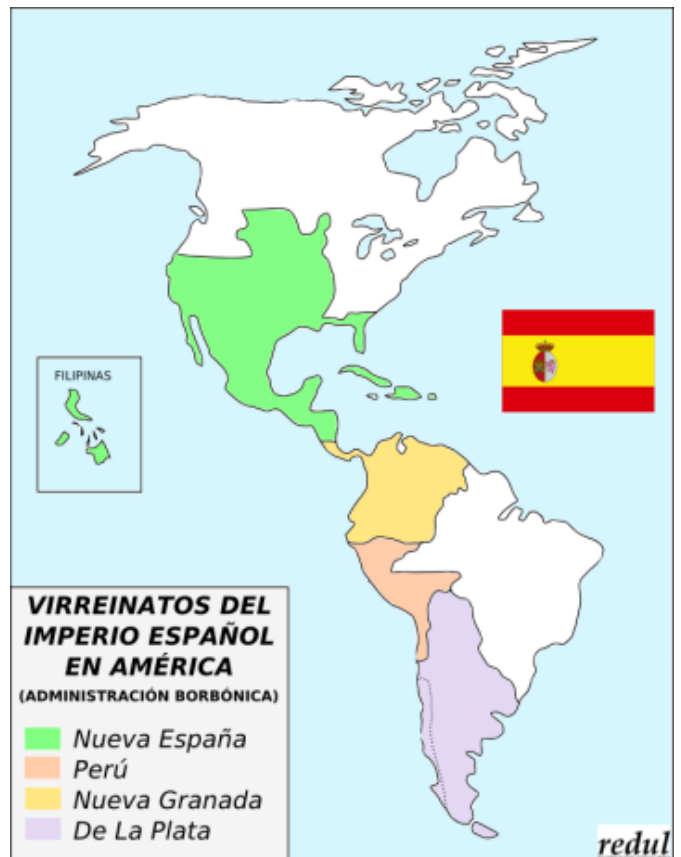 FILIPINAS
VIRREINATOS DEL
IMPERIO ESPAÑOL
EN AMÉRICA
(ADMINISTRACIÓN BORBÓNICA)
Nueva España
Perú
Nueva Granada
De La Plata
redul